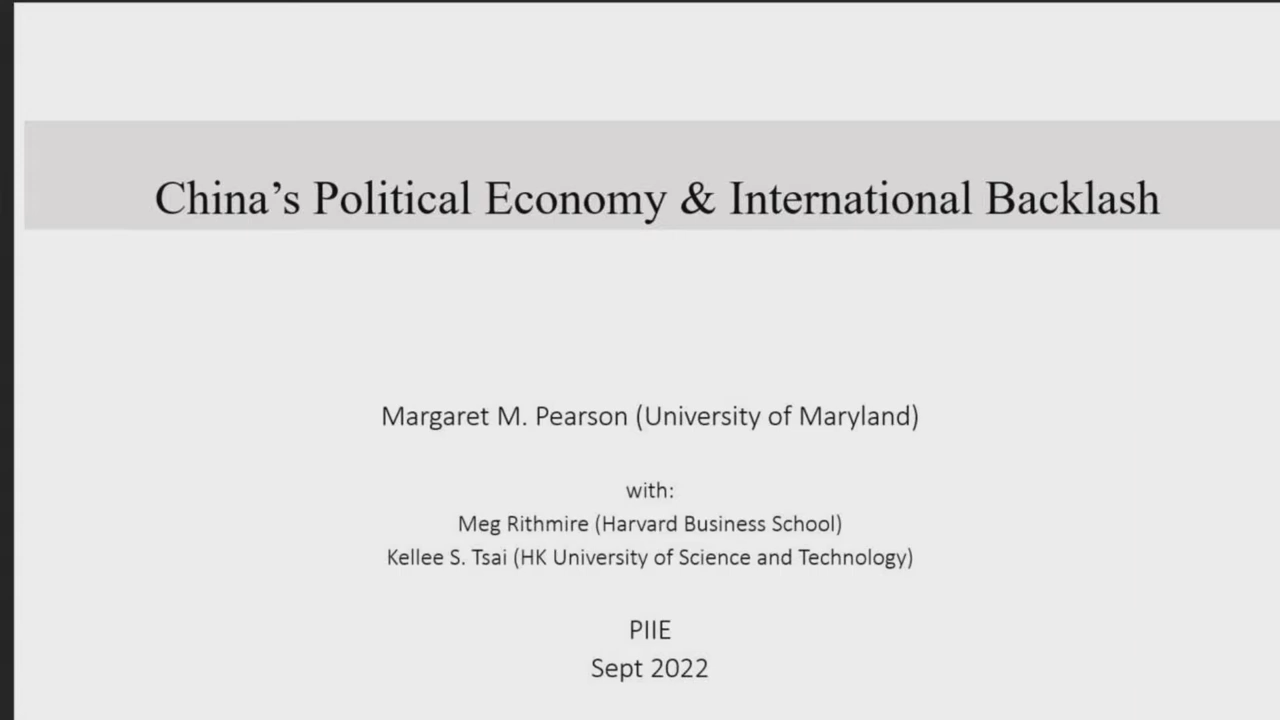 China’s Political Economy & International Backlash
Margaret M. Pearson (University of Maryland)
with:
Meg Rithmire (Harvard Business School)
Kellee S. Tsai (HK University of Science and Technology)
PIIE
Sept 2022